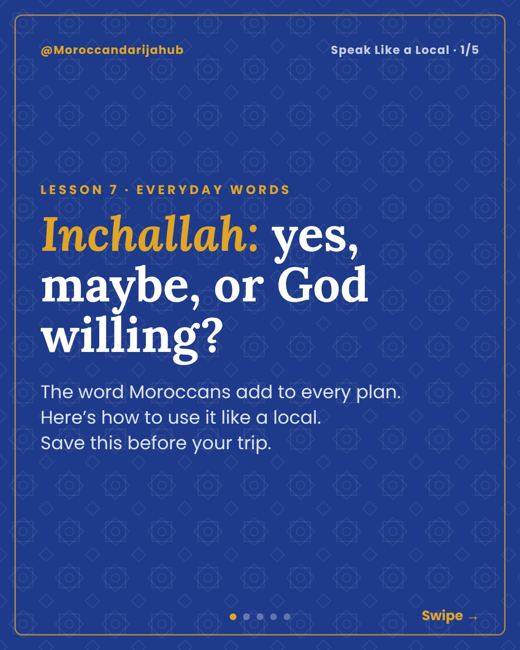 @Moroccandarijahub
Speak Like a Local · 1/5
LESSON 7 · EVERYDAY WORDS
Inchallah: yes,
maybe, or God
willing?
The word Moroccans add to every plan.
Here’s how to use it like a local.
Save this before your trip.
Swipe →